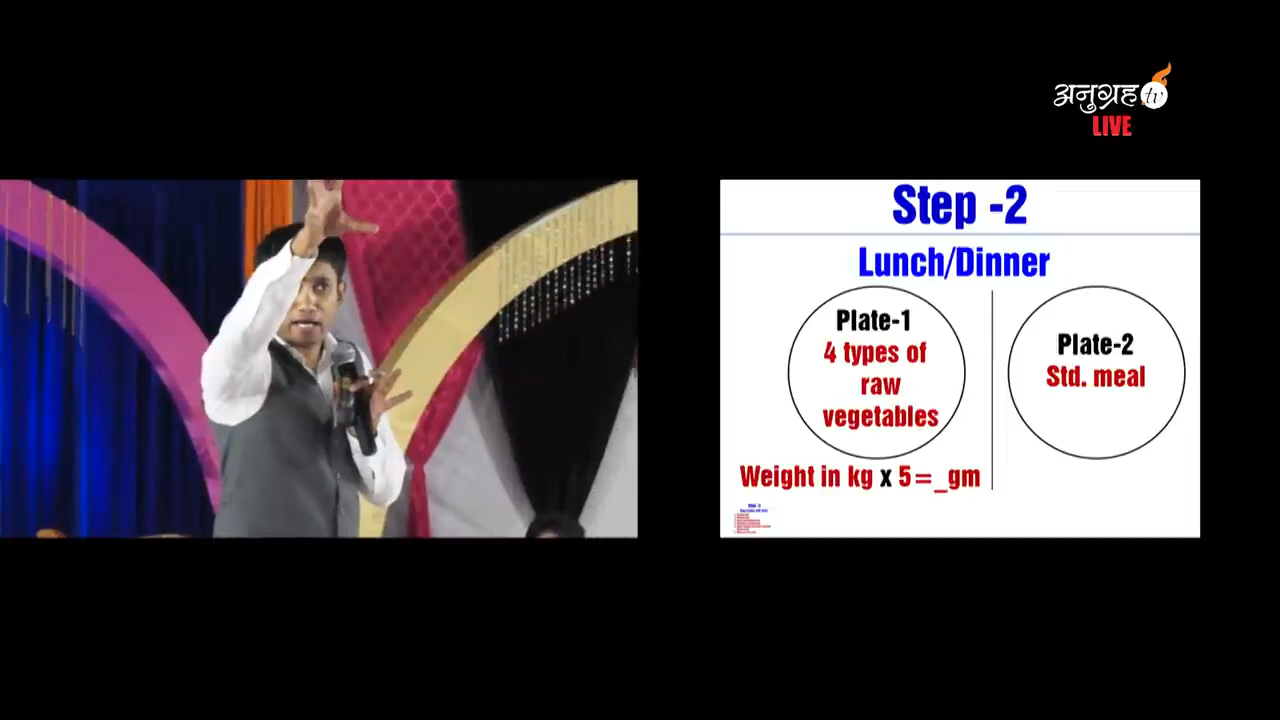 अनुग्रह tv
LIVE
Step -2
Lunch/Dinner
Plate-1
4 types of
raw
vegetables
Plate-2
Std. meal
Weight in kg x 5=_gm